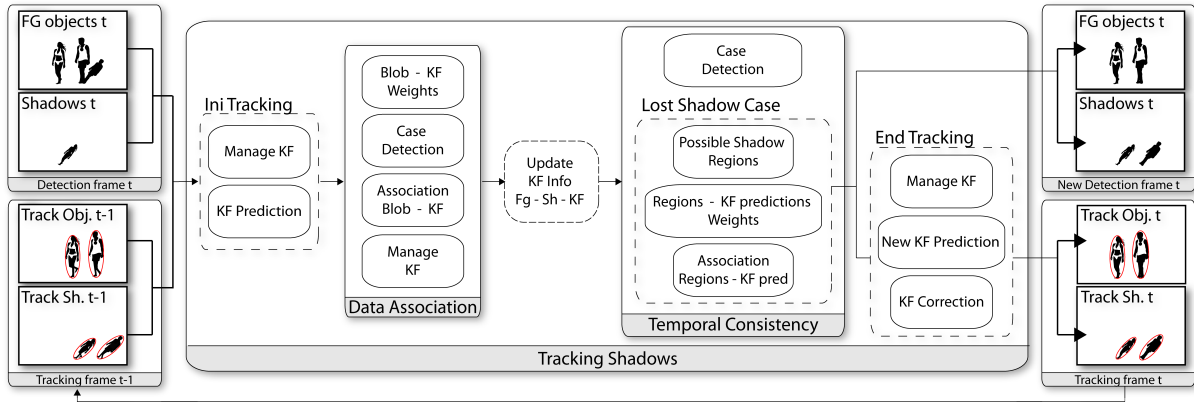 FG objects t
Shadows t
Detection frame t
Track Obj. t-1
Track Sh. t-1
Tracking frame t-1
Ini Tracking
Manage KF
KF Prediction
Blob - KF
Weights
Case
Detection
Association
Blob - KF
Manage
KF
Data Association
Update
KF Info
Fg - Sh - KF
Case
Detection
Lost Shadow Case
Possible Shadow
Regions
Regions - KF predictions
Weights
Association
Regions - KF pred
Temporal Consistency
End Tracking
Manage KF
New KF Prediction
KF Correction
Tracking Shadows
FG objects t
Shadows t
New Detection frame t
Track Obj. t
Track Sh. t
Tracking frame t